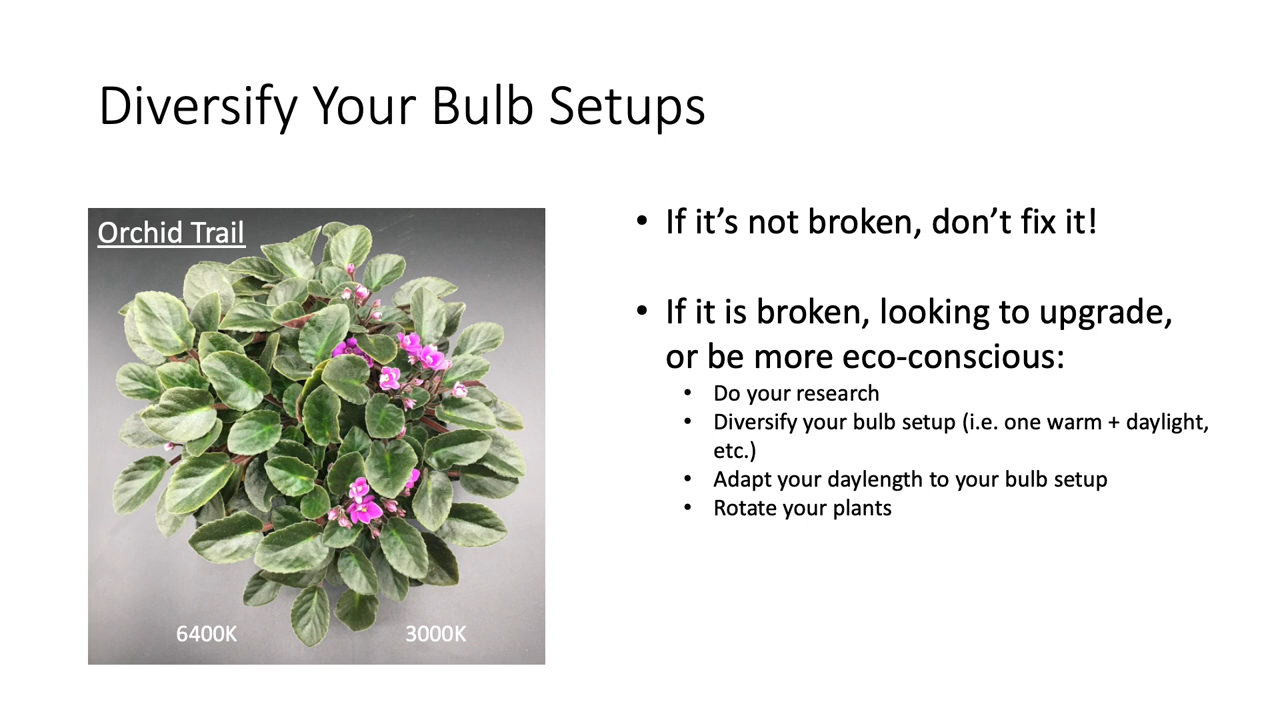 Diversify Your Bulb Setups
Orchid Trail
6400K
3000K
• If it’s not broken, don’t fix it!
• If it is broken, looking to upgrade,
or be more eco-conscious:
• Do your research
• Diversify your bulb setup (i.e. one warm + daylight,
etc.)
• Adapt your daylength to your bulb setup
• Rotate your plants